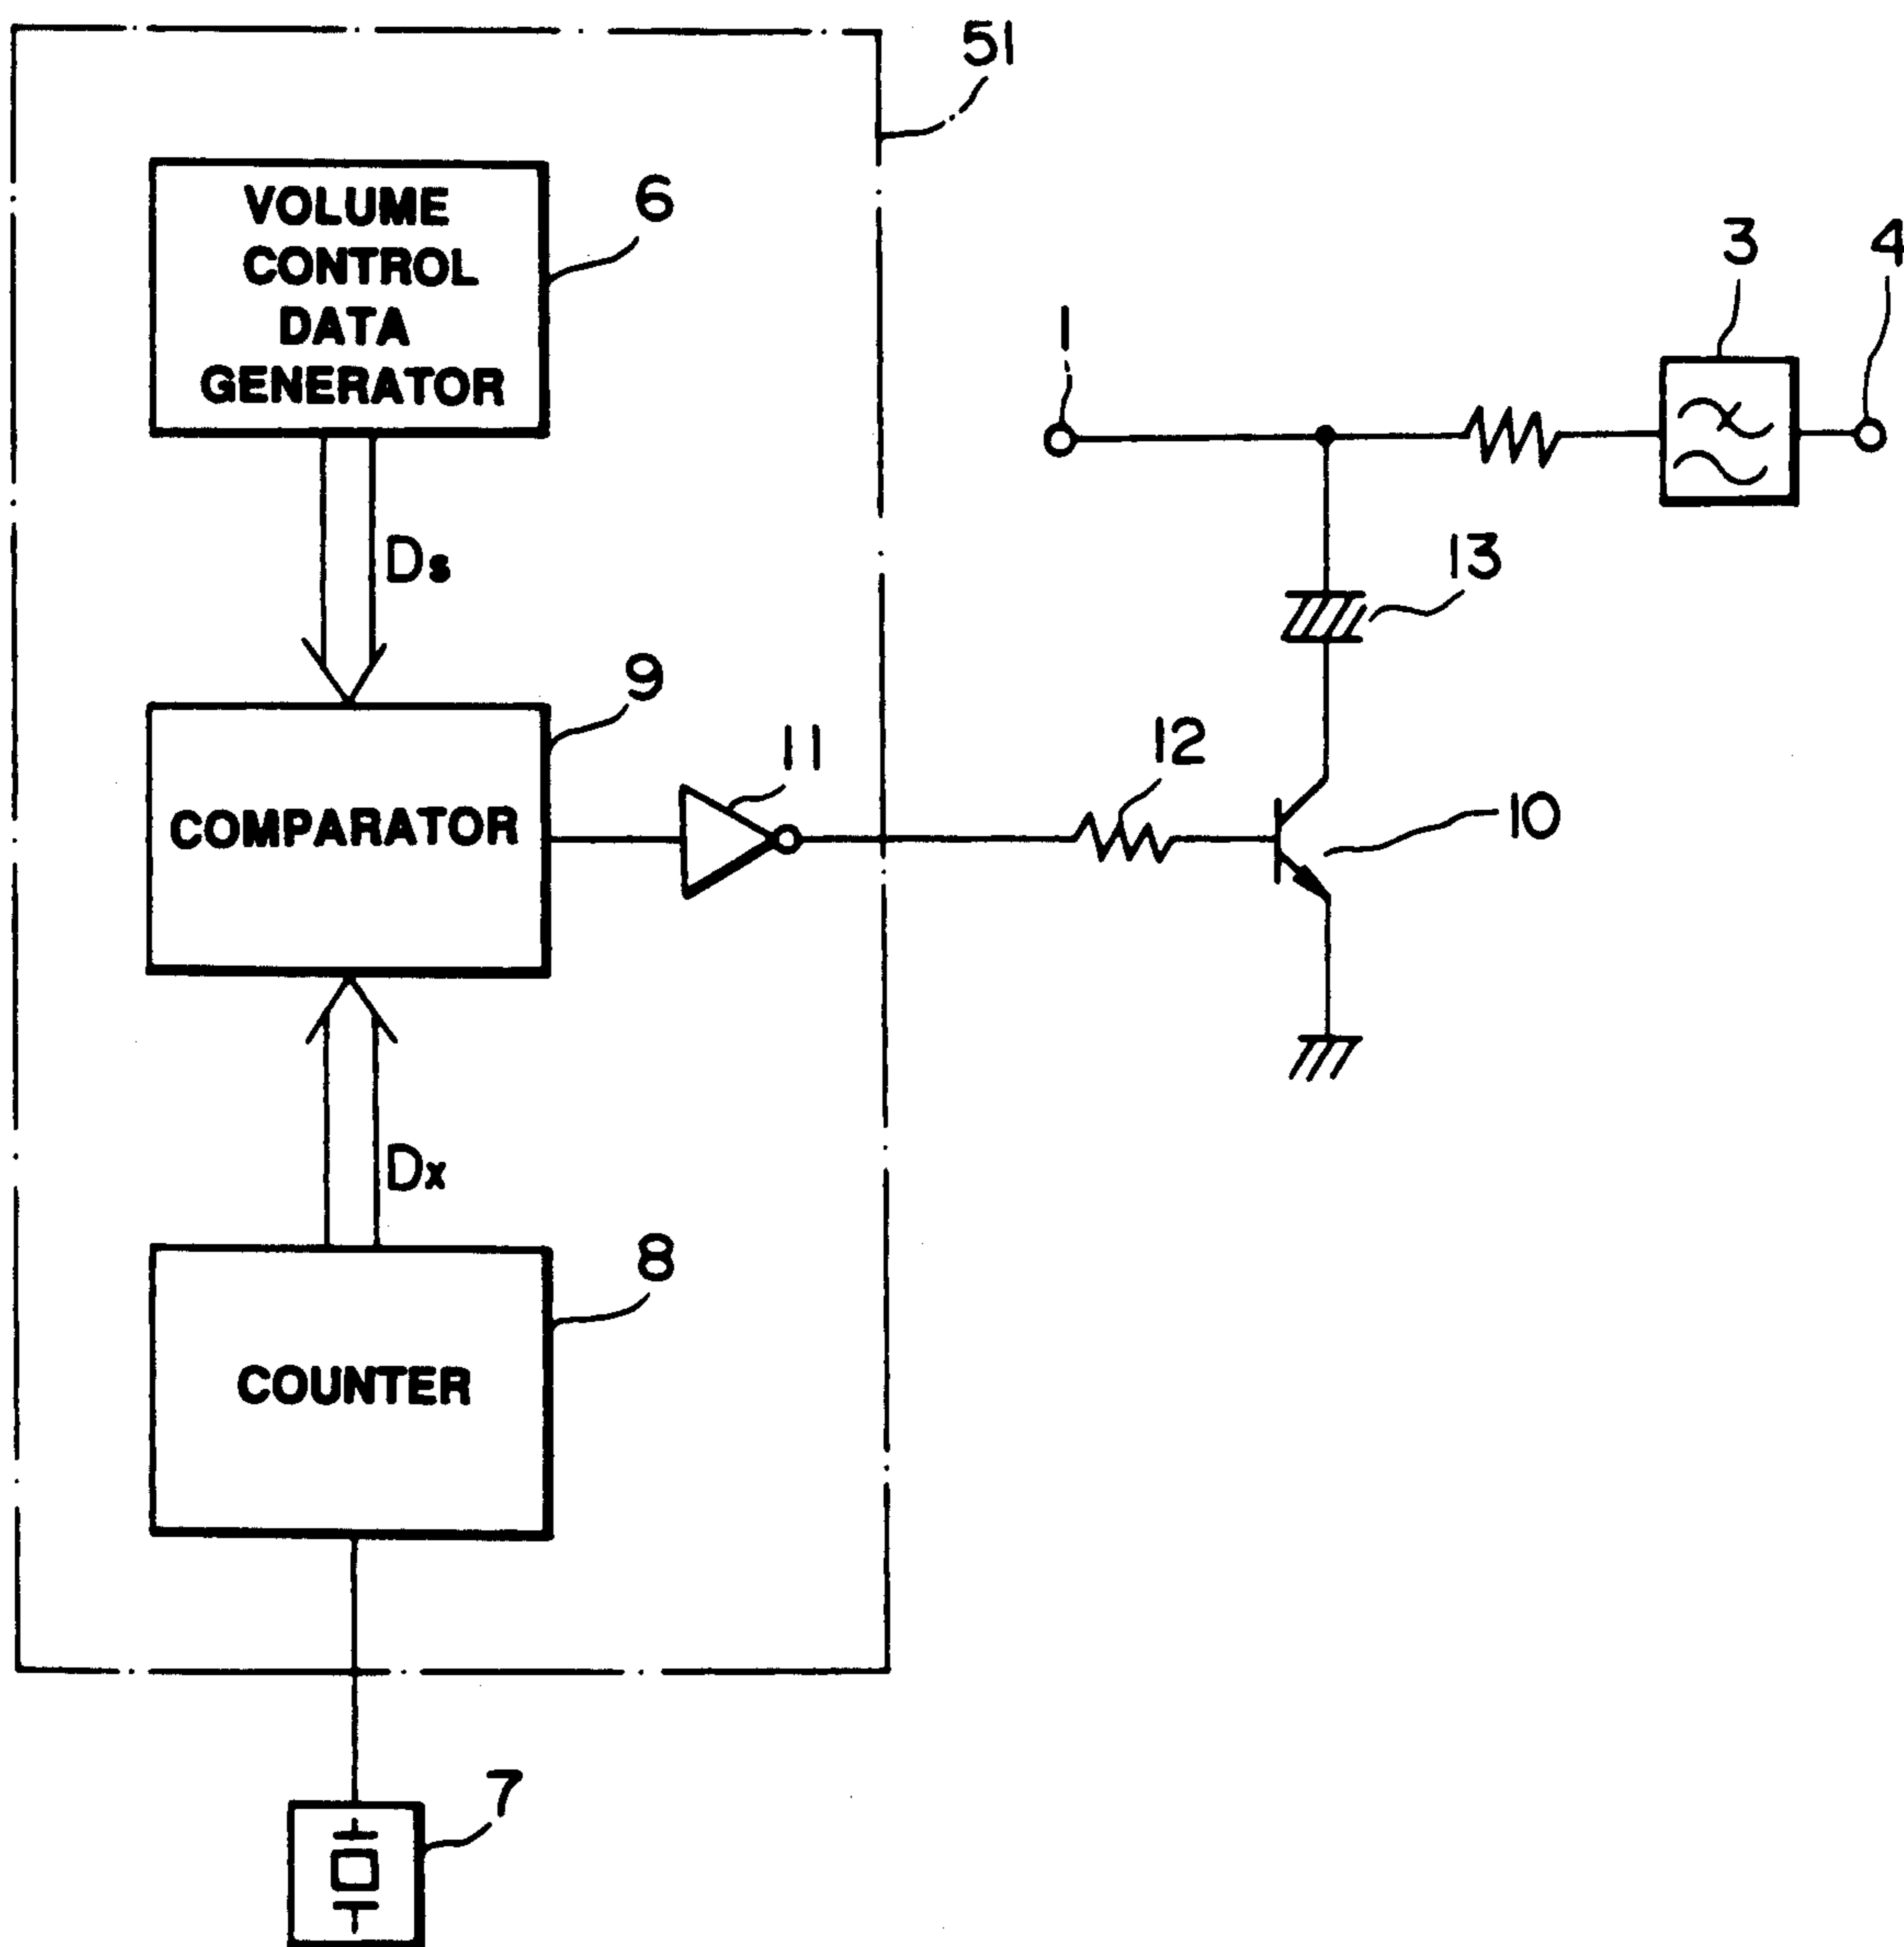 51
VOLUME
CONTROL
DATA
GENERATOR
6
3
4
1
Ds
13
9
11
12
COMPARATOR
10
Dx
8
COUNTER
7